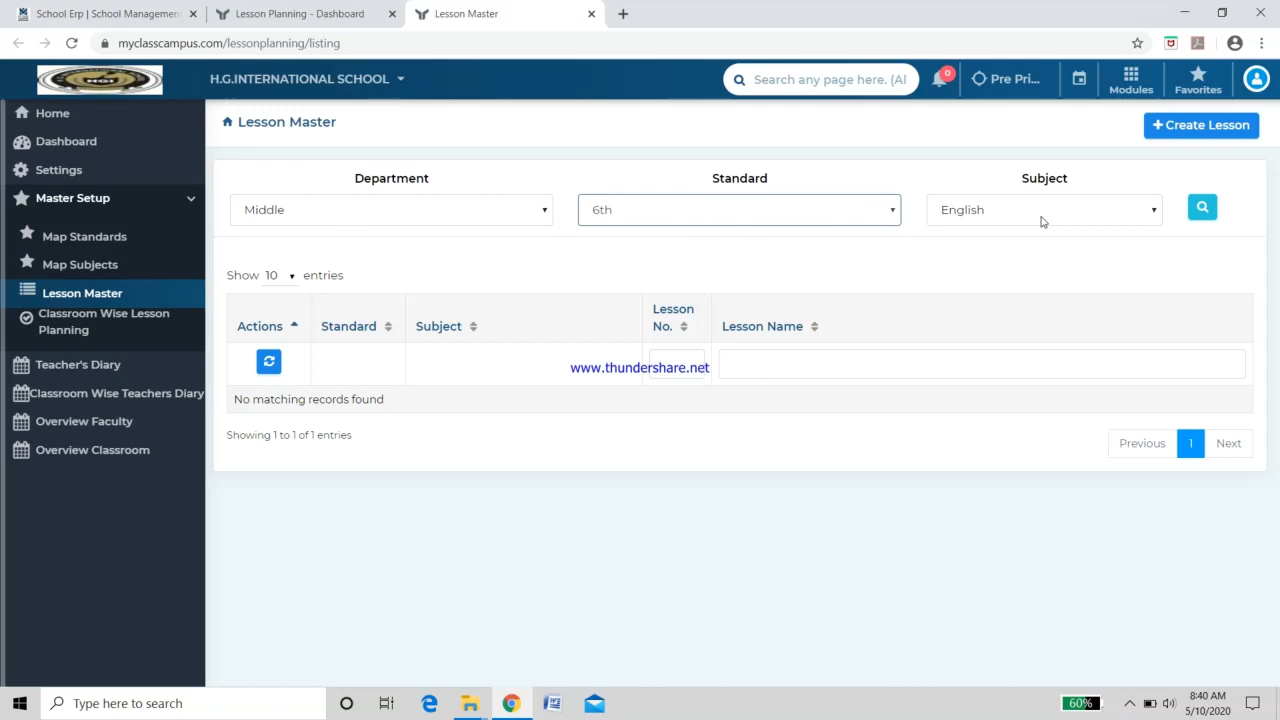 School Erp | School Management
Lesson Planning - Dashboard
Lesson Master
myclasscampus.com/lessonplanning/listing
H.G.INTERNATIONAL SCHOOL
Search any page here. (Al
0
Pre Pri...
Modules
Favorites
Home
Dashboard
Settings
Master Setup
Map Standards
Map Subjects
Lesson Master
Classroom Wise Lesson
Planning
Teacher's Diary
Classroom Wise Teachers Diary
Overview Faculty
Overview Classroom
Lesson Master
+ Create Lesson
Department
Standard
Subject
Middle
6th
English
Show 10 entries
Actions
Standard
Subject
Lesson
No.
Lesson Name
www.thundershare.net
No matching records found
Showing 1 to 1 of 1 entries
Previous
1
Next
Type here to search
60%
8:40 AM
5/10/2020